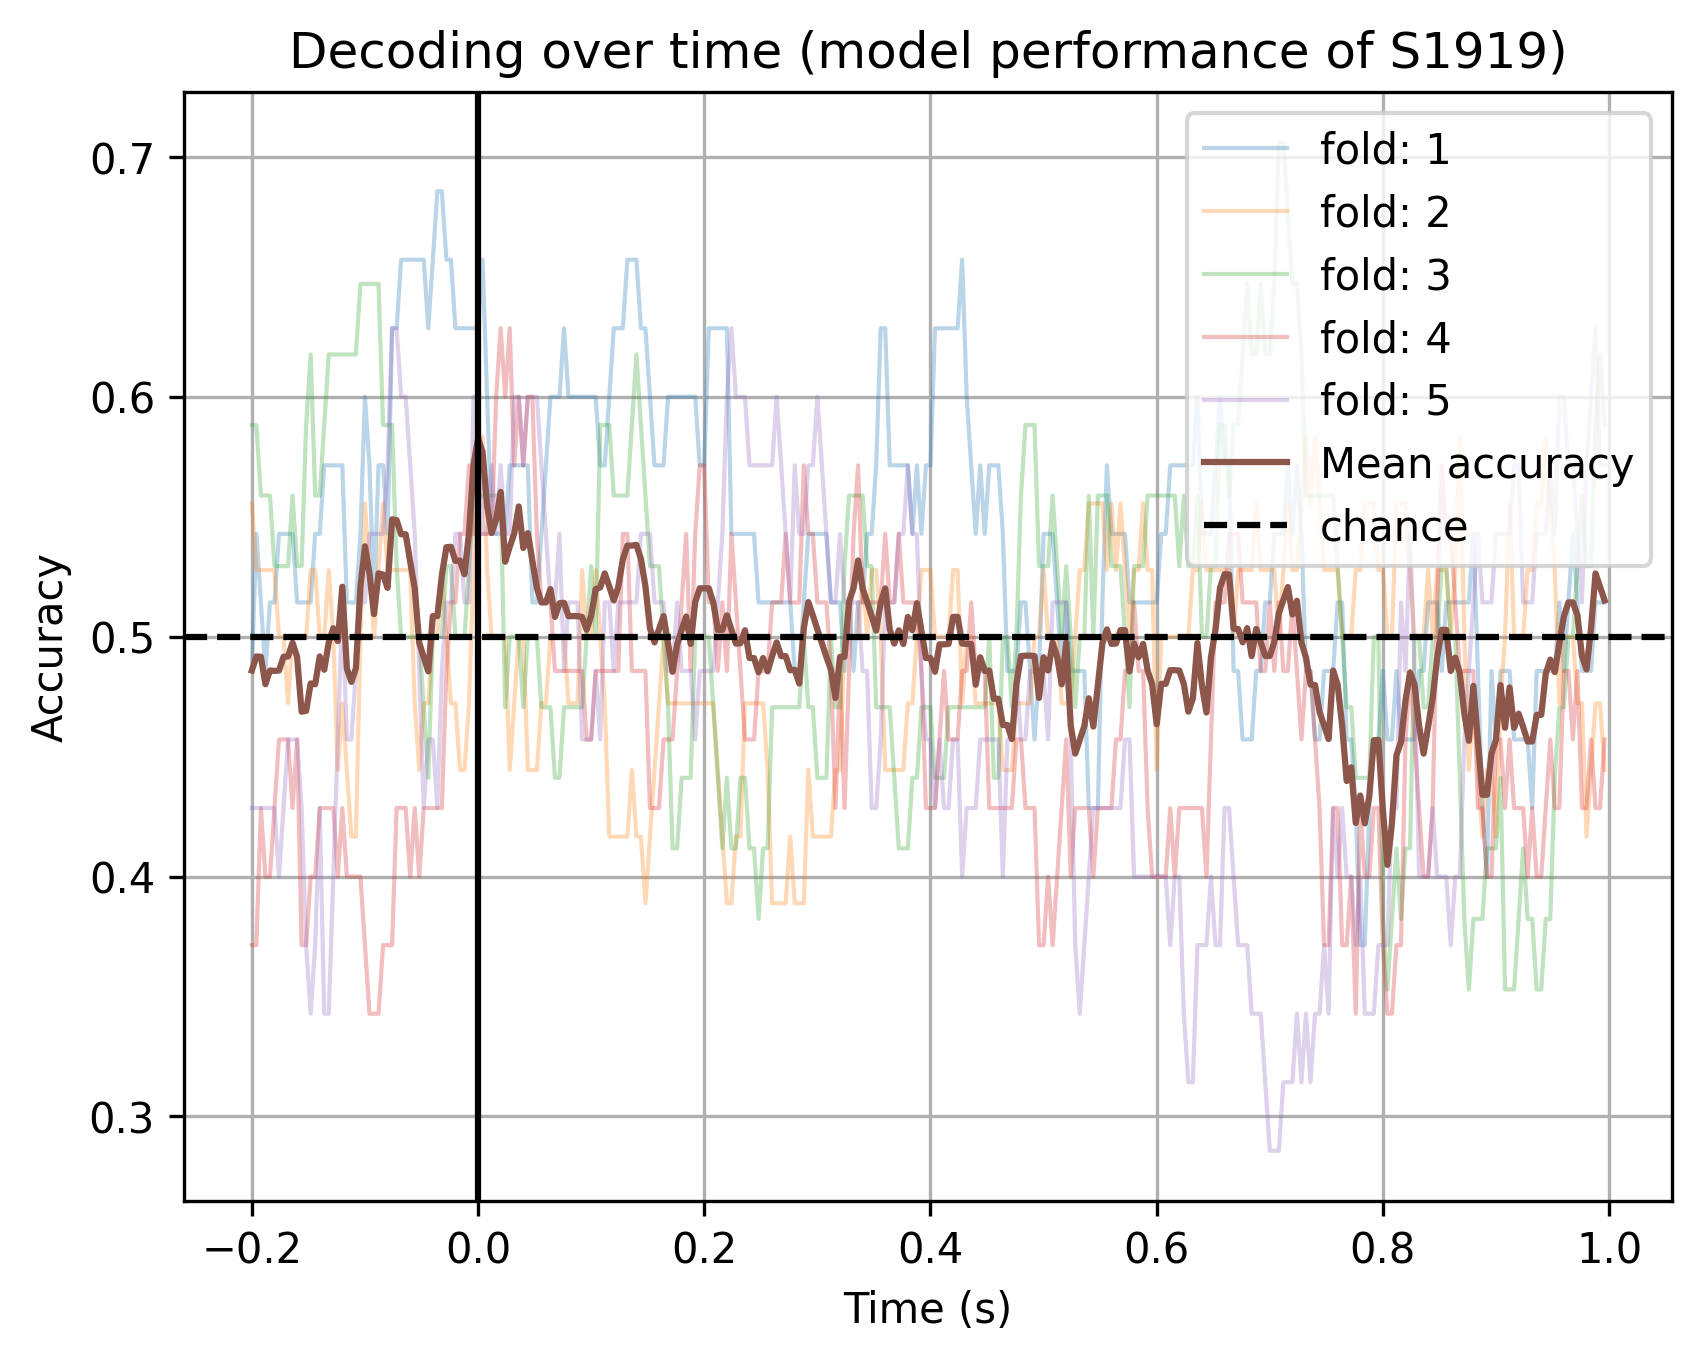 Decoding over time (model performance of S1919)
Accuracy
0.7
0.6
0.5
0.4
0.3
fold: 1
fold: 2
fold: 3
fold: 4
fold: 5
Mean accuracy
chance
−0.2 0.0 0.2 0.4 0.6 0.8 1.0
Time (s)